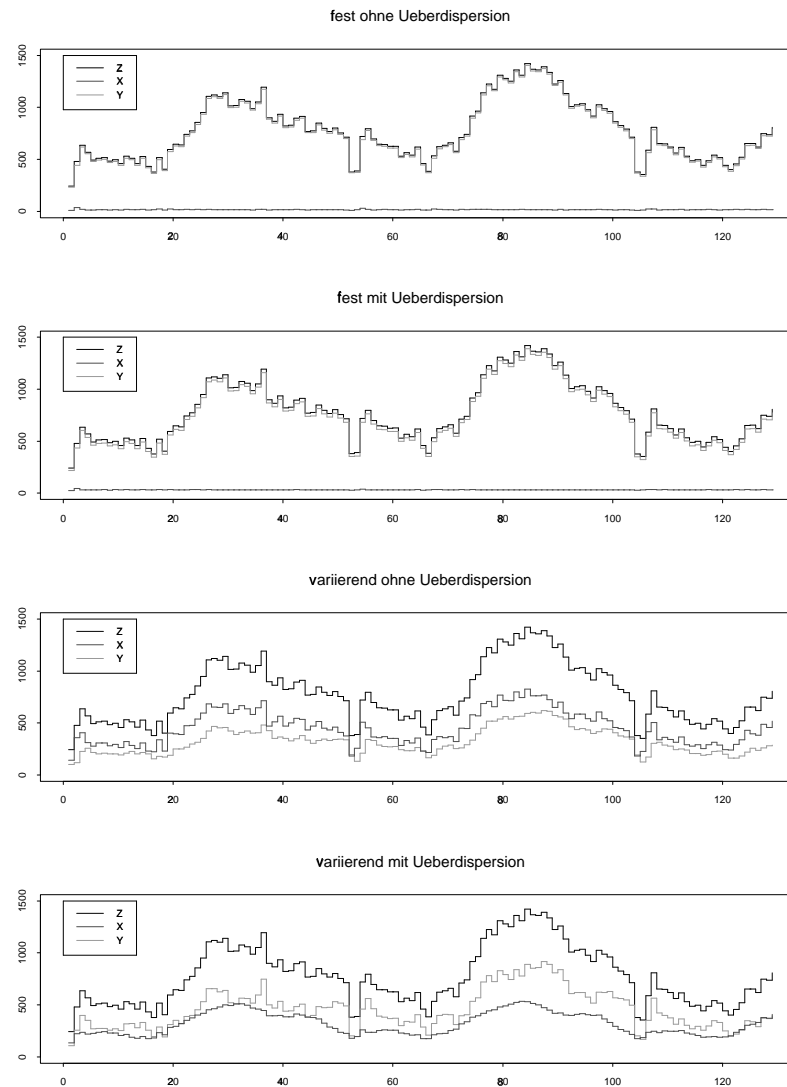 fest ohne Ueberdispersion
1500
1000
500
0
Z
X
Y
0 20 40 60 80 100 120
fest mit Ueberdispersion
1500
1000
500
0
Z
X
Y
0 20 40 60 80 100 120
variierend ohne Ueberdispersion
1500
1000
500
0
Z
X
Y
0 20 40 60 80 100 120
variierend mit Ueberdispersion
1500
1000
500
0
Z
X
Y
0 20 40 60 80 100 120